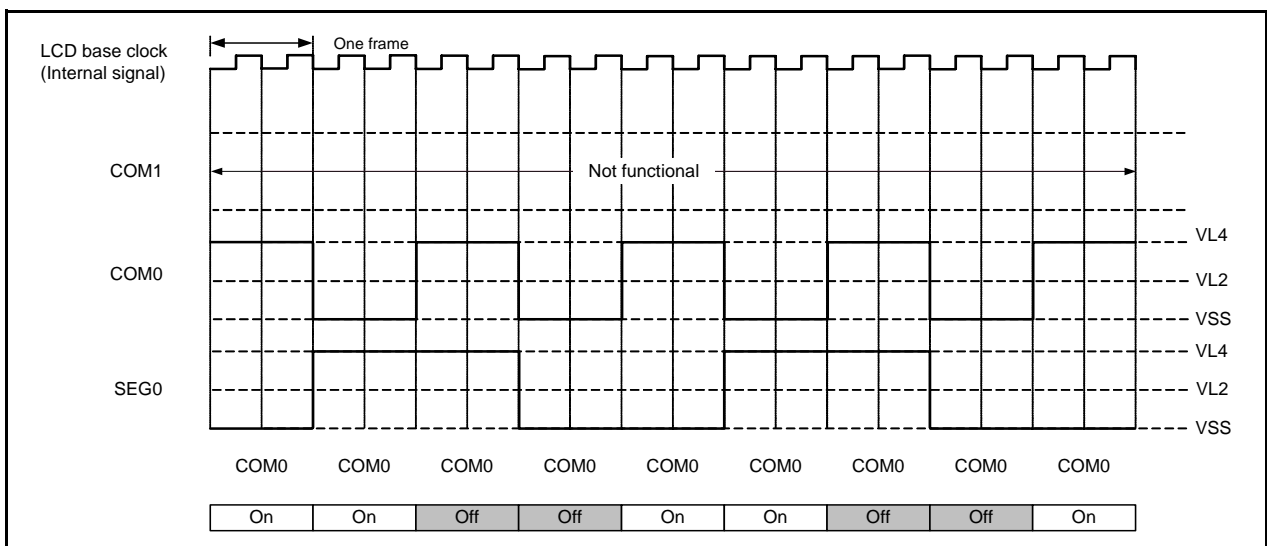 LCD base clock
(Internal signal)
One frame
COM1
Not functional
COM0
VL4
VL2
VSS
SEG0
VL4
VL2
VSS
COM0 COM0 COM0 COM0 COM0 COM0 COM0 COM0 COM0
On On Off Off On On Off Off On